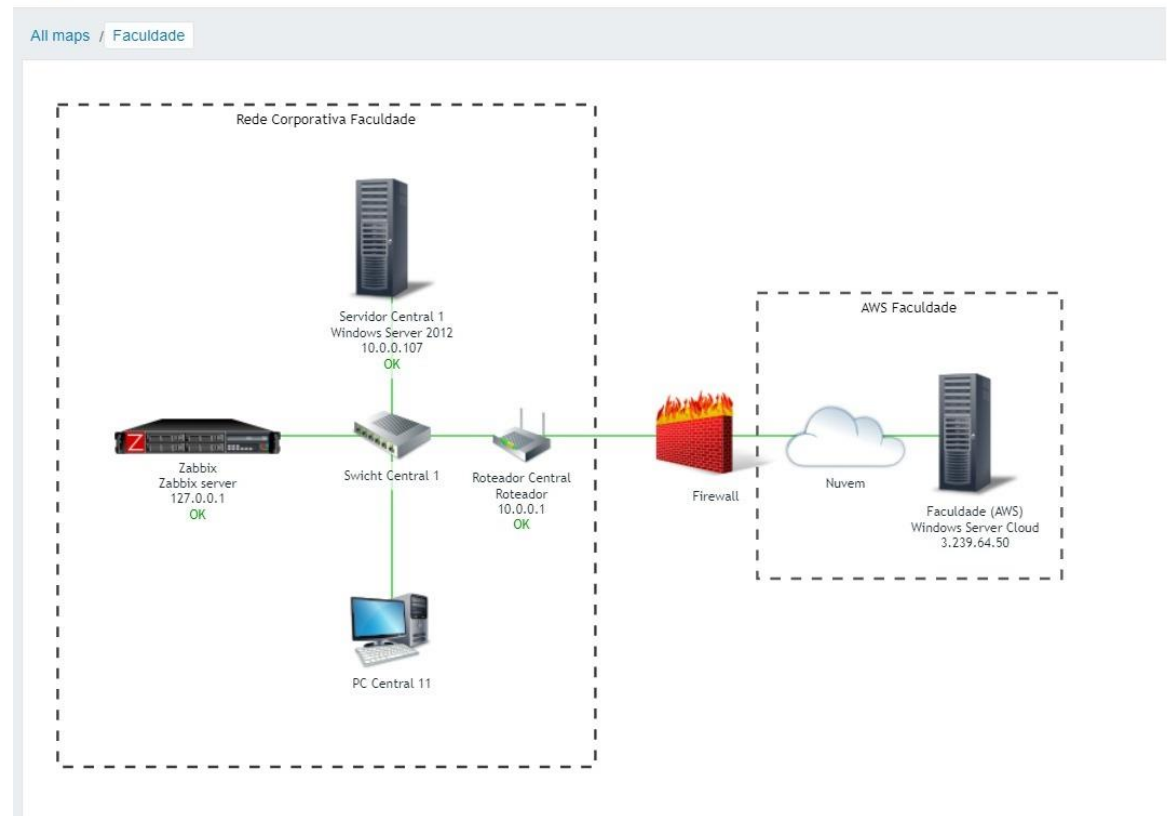 All maps / Faculdade
Rede Corporativa Faculdade
Servidor Central 1
Windows Server 2012
10.0.0.107
OK
AWS Faculdade
Z
Zabbix
Zabbix server
127.0.0.1
OK
Swicht Central 1
Roteador Central
Roteador
10.0.0.1
OK
Firewall
Nuvem
Faculdade (AWS)
Windows Server Cloud
3.239.64.50
PC Central 11